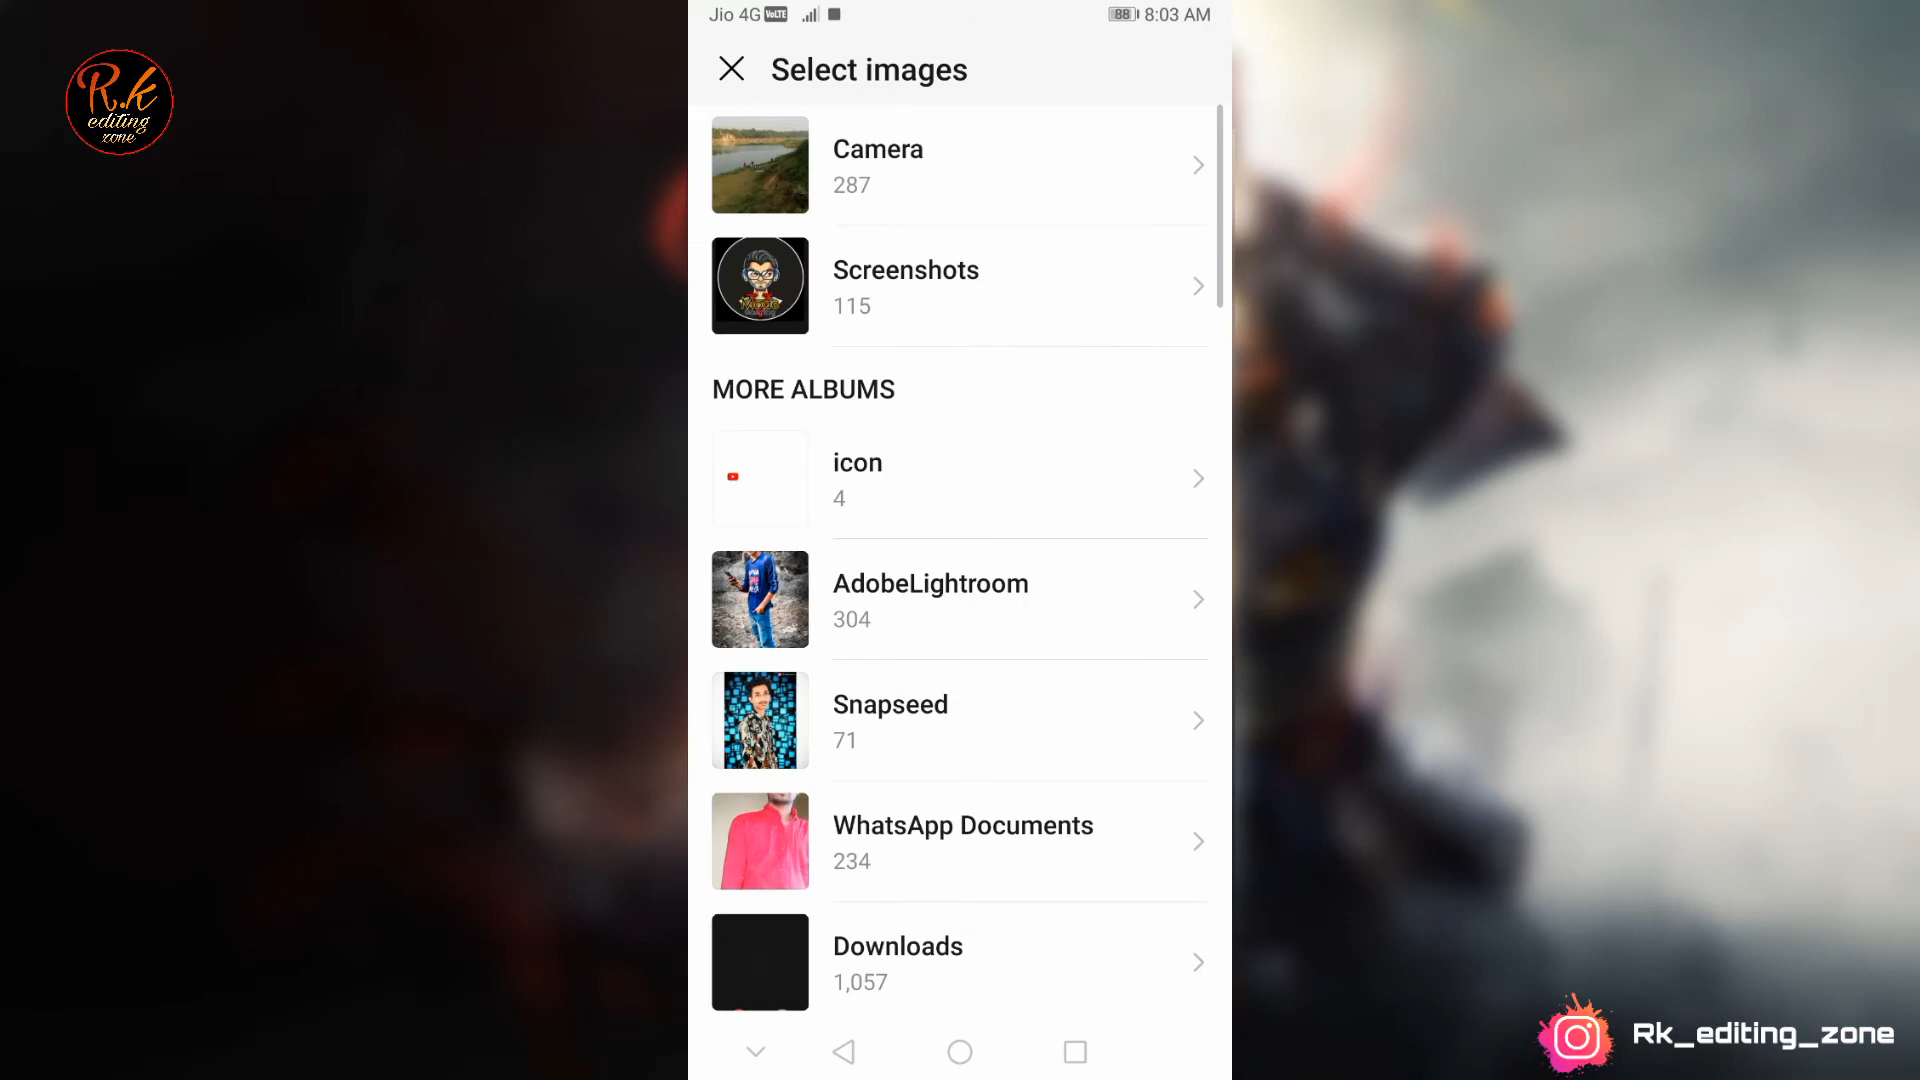 Jio 4G VoLTE
88 8:03 AM
R.k
editing
zone
Select images
Camera
287
Screenshots
115
MORE ALBUMS
icon
4
AdobeLightroom
304
Snapseed
71
WhatsApp Documents
234
Downloads
1,057
Rk_editing_zone